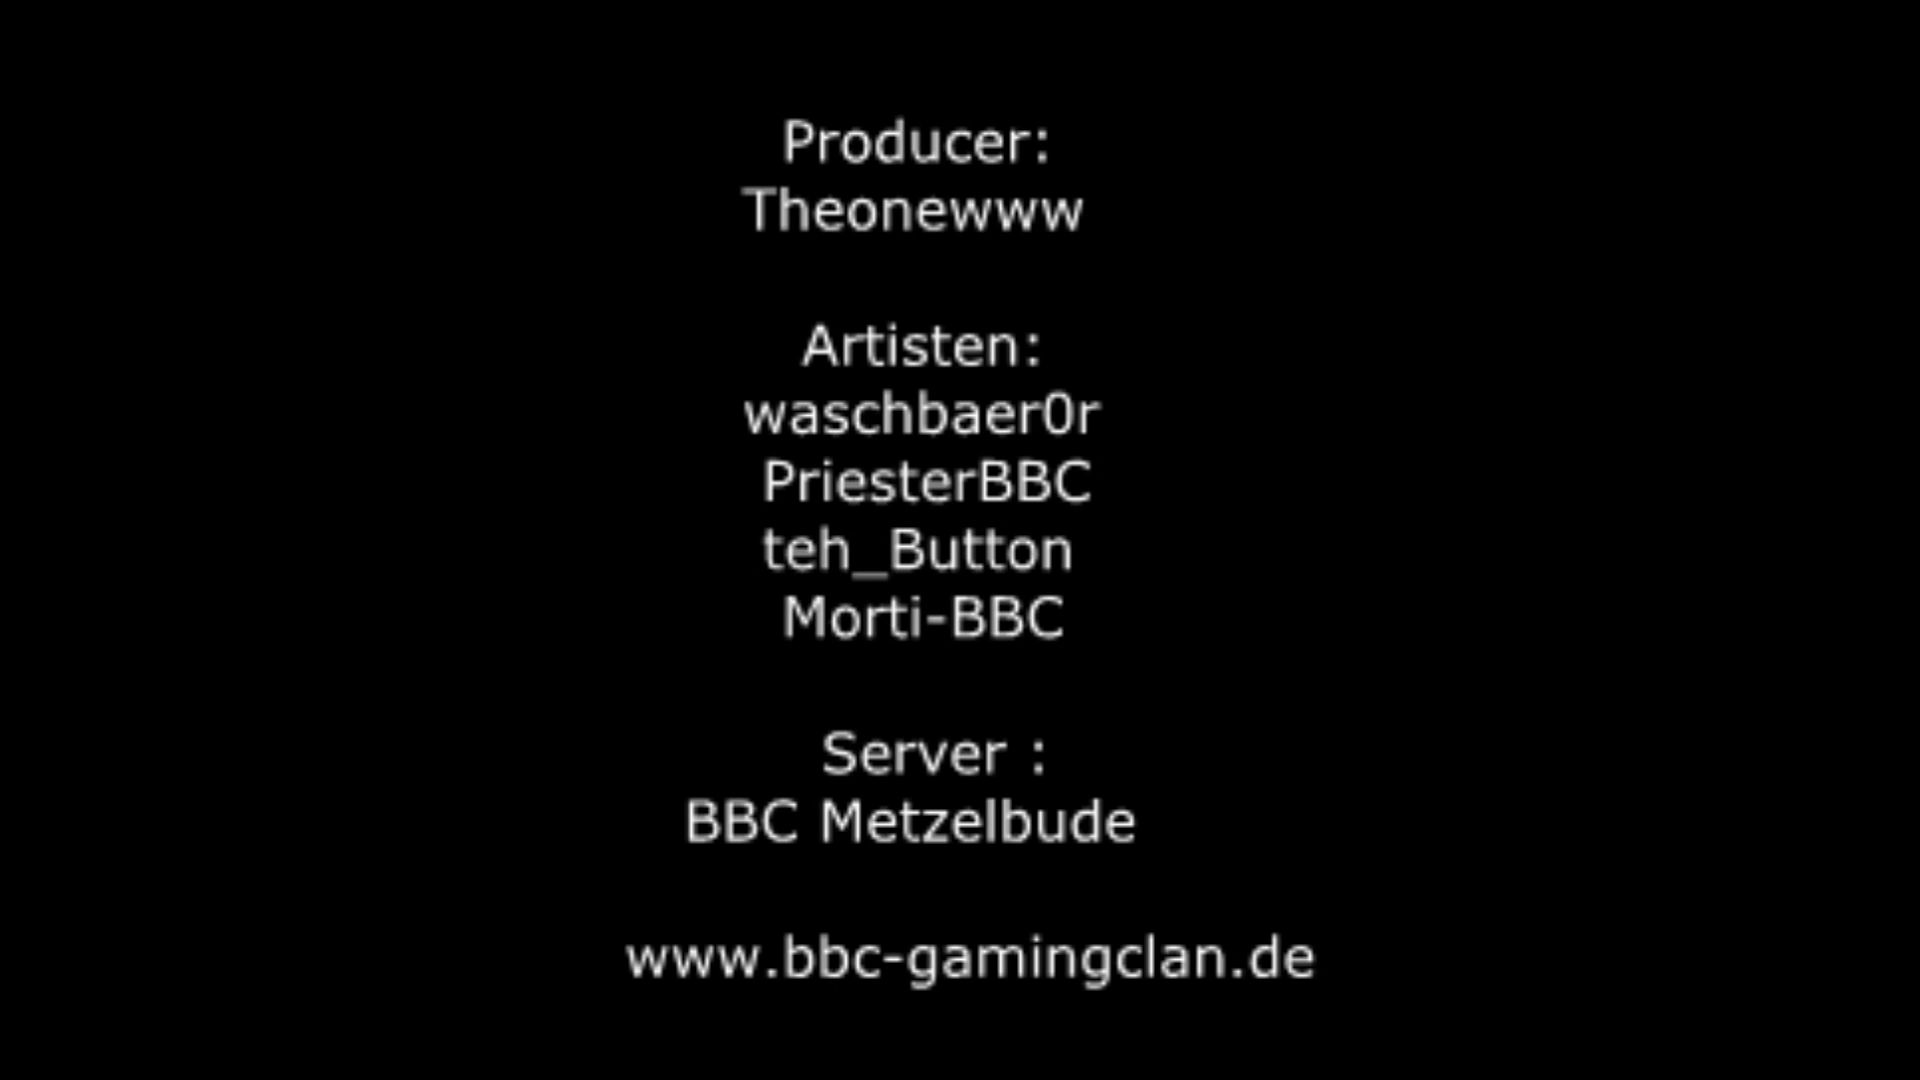 Producer:
Theonewww
Artisten:
waschbaer0r
PriesterBBC
teh_Button
Morti-BBC
Server :
BBC Metzelbude
www.bbc-gamingclan.de